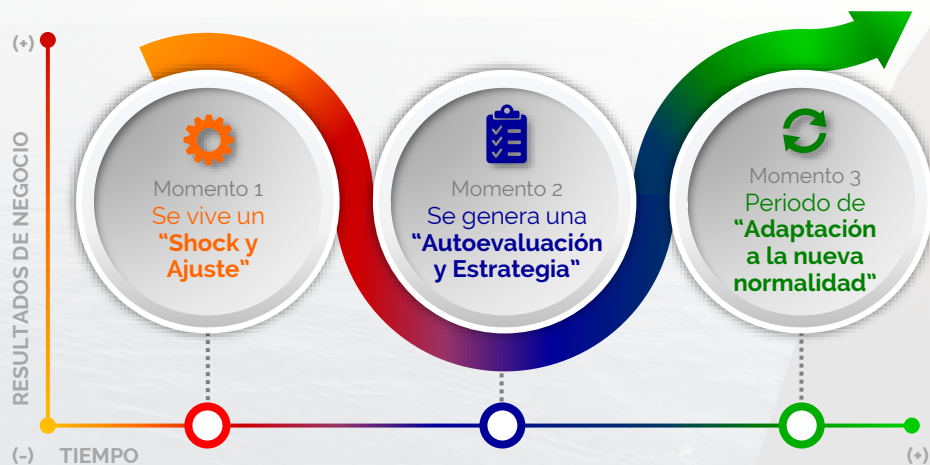 (+)
RESULTADOS DE NEGOCIO
Momento 1
Se vive un
“Shock y
Ajuste”
Momento 2
Se genera una
“Autoevaluación
y Estrategia”
Momento 3
Periodo de
“Adaptación
a la nueva
normalidad”
(-) TIEMPO
(+)